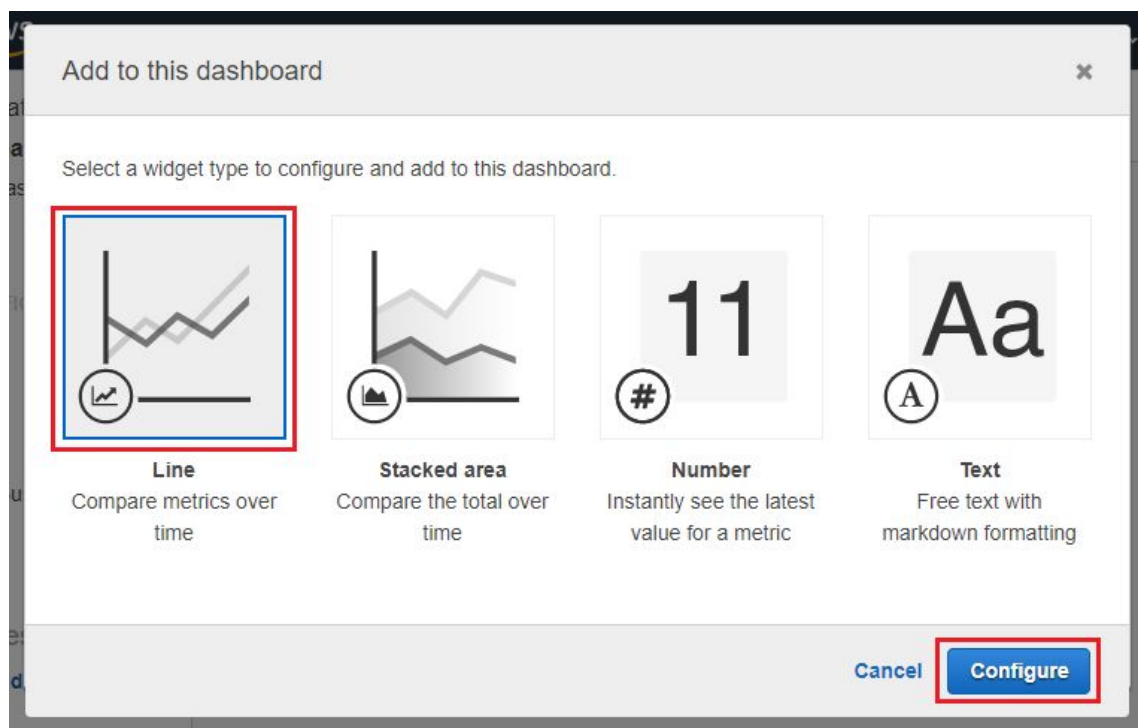 Add to this dashboard
Select a widget type to configure and add to this dashboard.
11
#
Aa
A
Line
Compare metrics over
time
Stacked area
Compare the total over
time
Number
Instantly see the latest
value for a metric
Text
Free text with
markdown formatting
Cancel
Configure